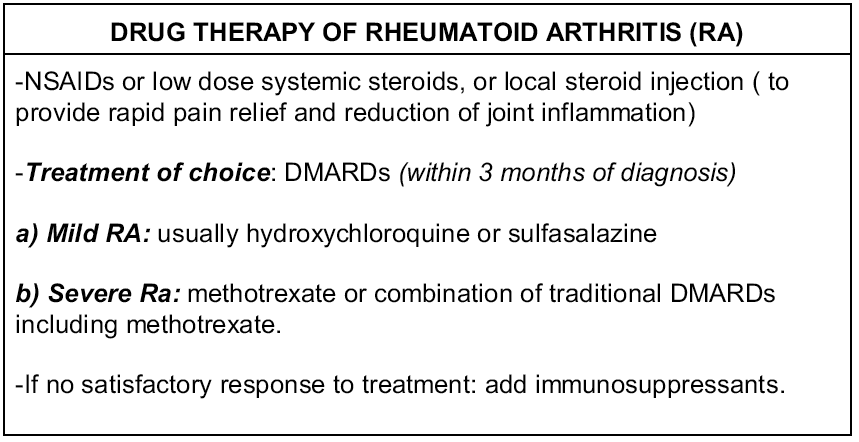 DRUG THERAPY OF RHEUMATOID ARTHRITIS (RA)
-NSAIDs or low dose systemic steroids, or local steroid injection ( to
provide rapid pain relief and reduction of joint inflammation)
-Treatment of choice: DMARDs (within 3 months of diagnosis)
a) Mild RA: usually hydroxychloroquine or sulfasalazine
b) Severe Ra: methotrexate or combination of traditional DMARDs
including methotrexate.
-If no satisfactory response to treatment: add immunosuppressants.